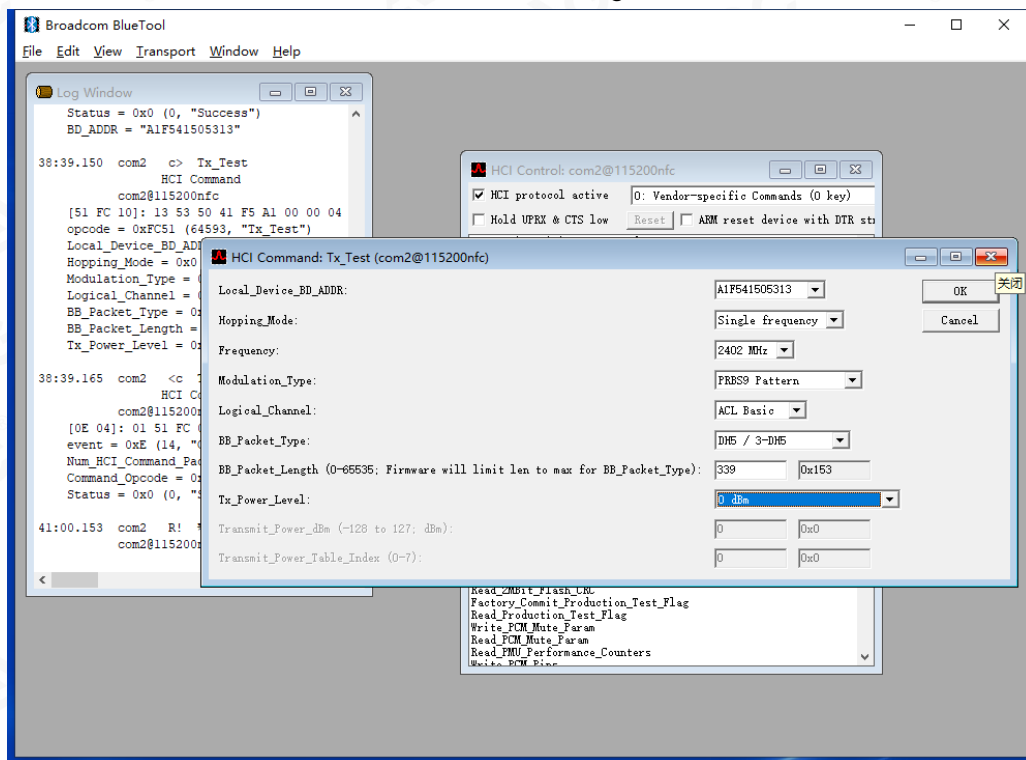 Broadcom BlueTool
File Edit View Transport Window Help
Log Window
Status = 0x0 (0, "Success")
BD_ADDR = "A1F541505313"
38:39.150 com2 c> Tx_Test
HCI Command
com2@115200nfc
[51 FC 10]: 13 53 50 41 F5 A1 00 00 04
opcode = 0xFC51 (64593, "Tx_Test")
Local_Device_BD_AD
Hopping_Mode = 0x0
Modulation_Type =
Logical_Channel =
BB_Packet_Type =
BB_Packet_Length =
Tx_Power_Level =
38:39.165 com2 <c
HCI
com2@115200
[0E 04]: 01 51 FC
event = 0xE (14,
Num_HCI_Command_Pac
Command_Opcode =
Status = 0x0 (0,
41:00.153 com2 R!
com2@115200
HCI Control: com2@115200nfc
HCI protocol active 0: Vendor-specific Commands (0 key)
Hold UPRX & CTS low Reset ARM reset device with DTR
HCI Command: Tx_Test (com2@115200nfc)
关闭
Local_Device_BD_ADDR: A1F541505313 OK
Hopping_Mode: Single frequency Cancel
Frequency: 2402 MHz
Modulation_Type: PRBS9 Pattern
Logical_Channel: ACL Basic
BB_Packet_Type: DH5 / 3-DH5
BB_Packet_Length (0-65535; Firmware will limit len to max for BB_Packet_Type): 339 0x153
Tx_Power_Level: 0 dBm
Transmit_Power_dBm (-128 to 127; dBm): 0 0x0
Transmit_Power_Table_Index (0-7): 0 0x0
Read_2MBit_Flash_CRC
Factory_Commit_Production_Test_Flag
Read_Production_Test_Flag
Write_PCM_Mute_Param
Read_PCM_Mute_Param
Read_PMU_Performance_Counters
Write_PCM_Pins